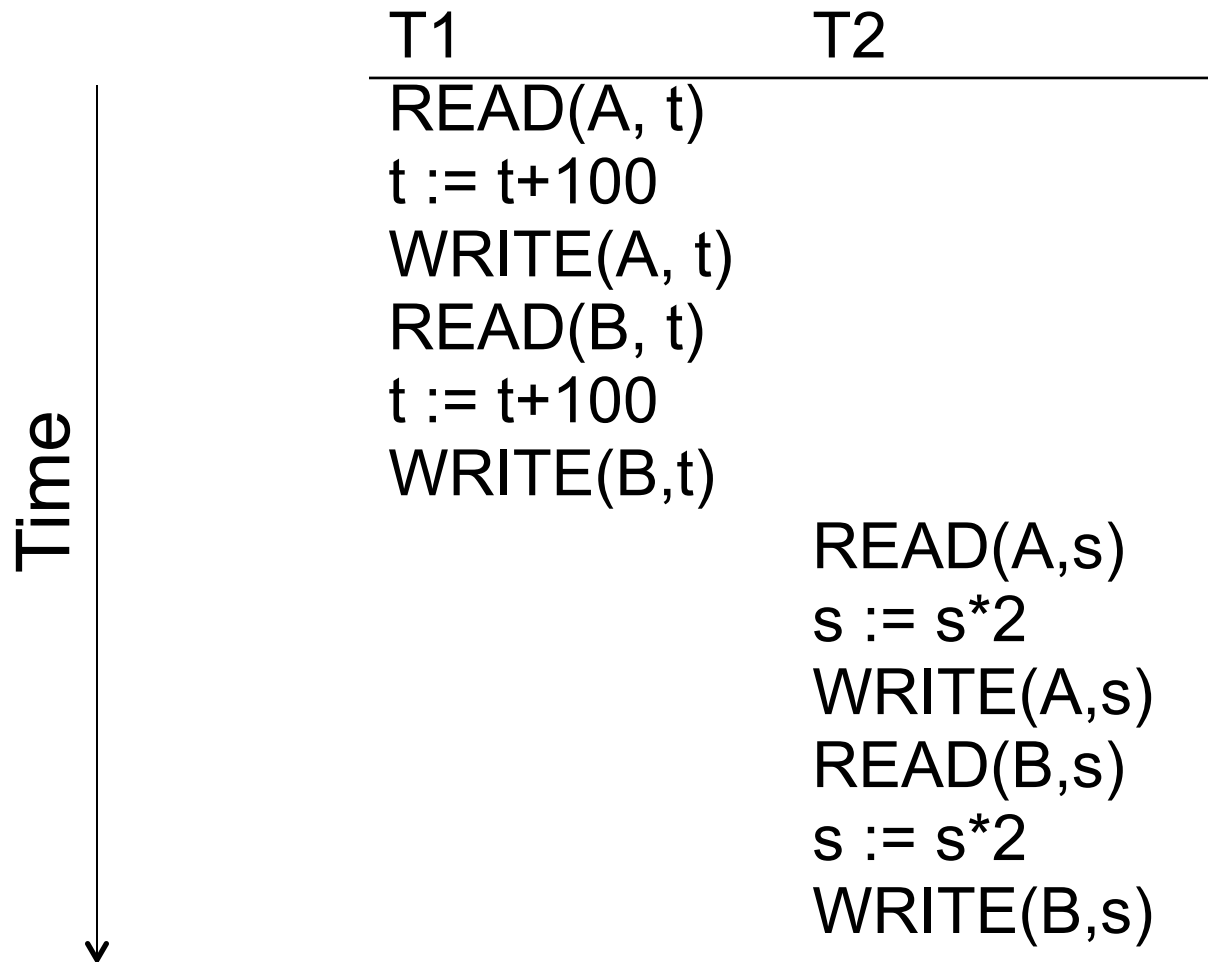 T1 T2
READ(A, t)
t := t+100
WRITE(A, t)
READ(B, t)
t := t+100
WRITE(B,t)
READ(A,s)
s := s*2
WRITE(A,s)
READ(B,s)
s := s*2
WRITE(B,s)
Time